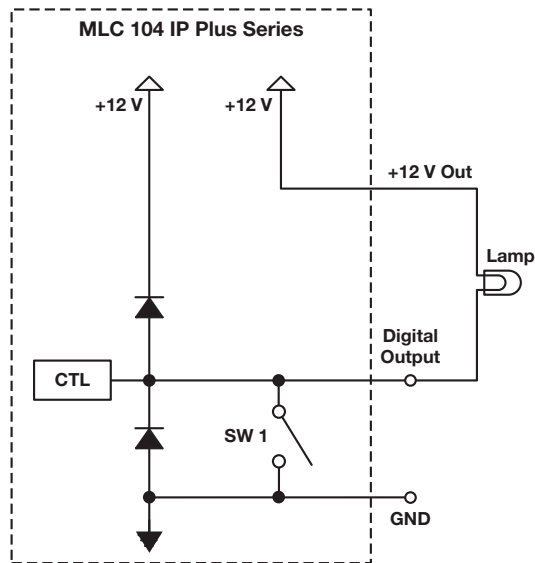 MLC 104 IP Plus Series
+12 V
+12 V
+12 V Out
Lamp
Digital
Output
CTL
SW 1
GND